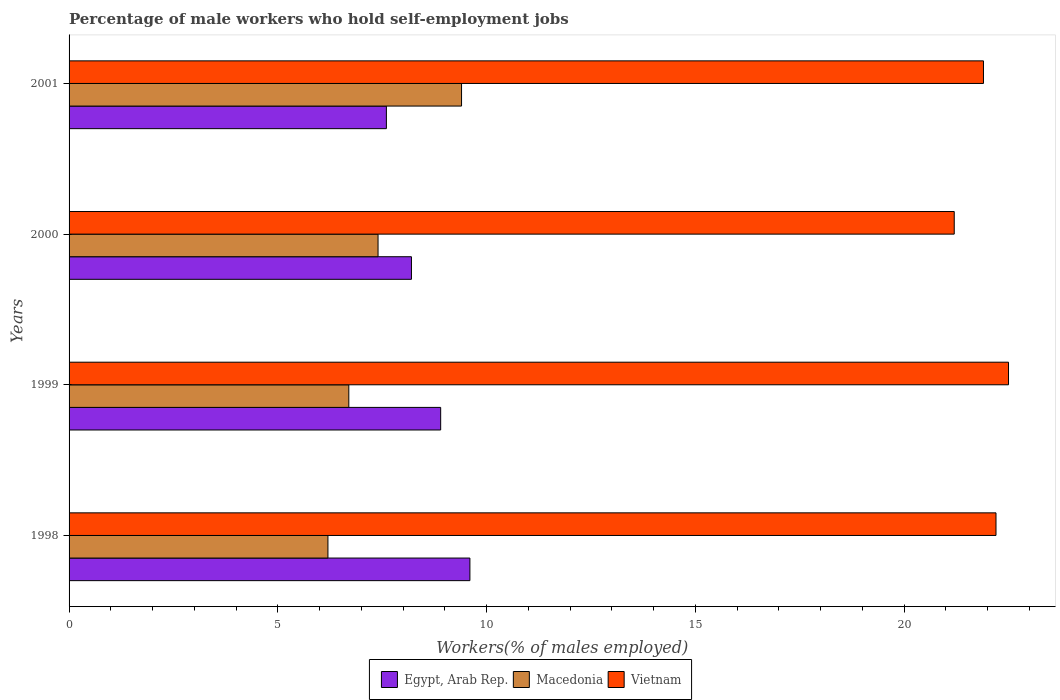 Percentage of male workers who hold self-employment jobs
2001
2000
Years
1999
1998
0
5
10
15
20
Workers(% of males employed)
Egypt, Arab Rep.
Macedonia
Vietnam